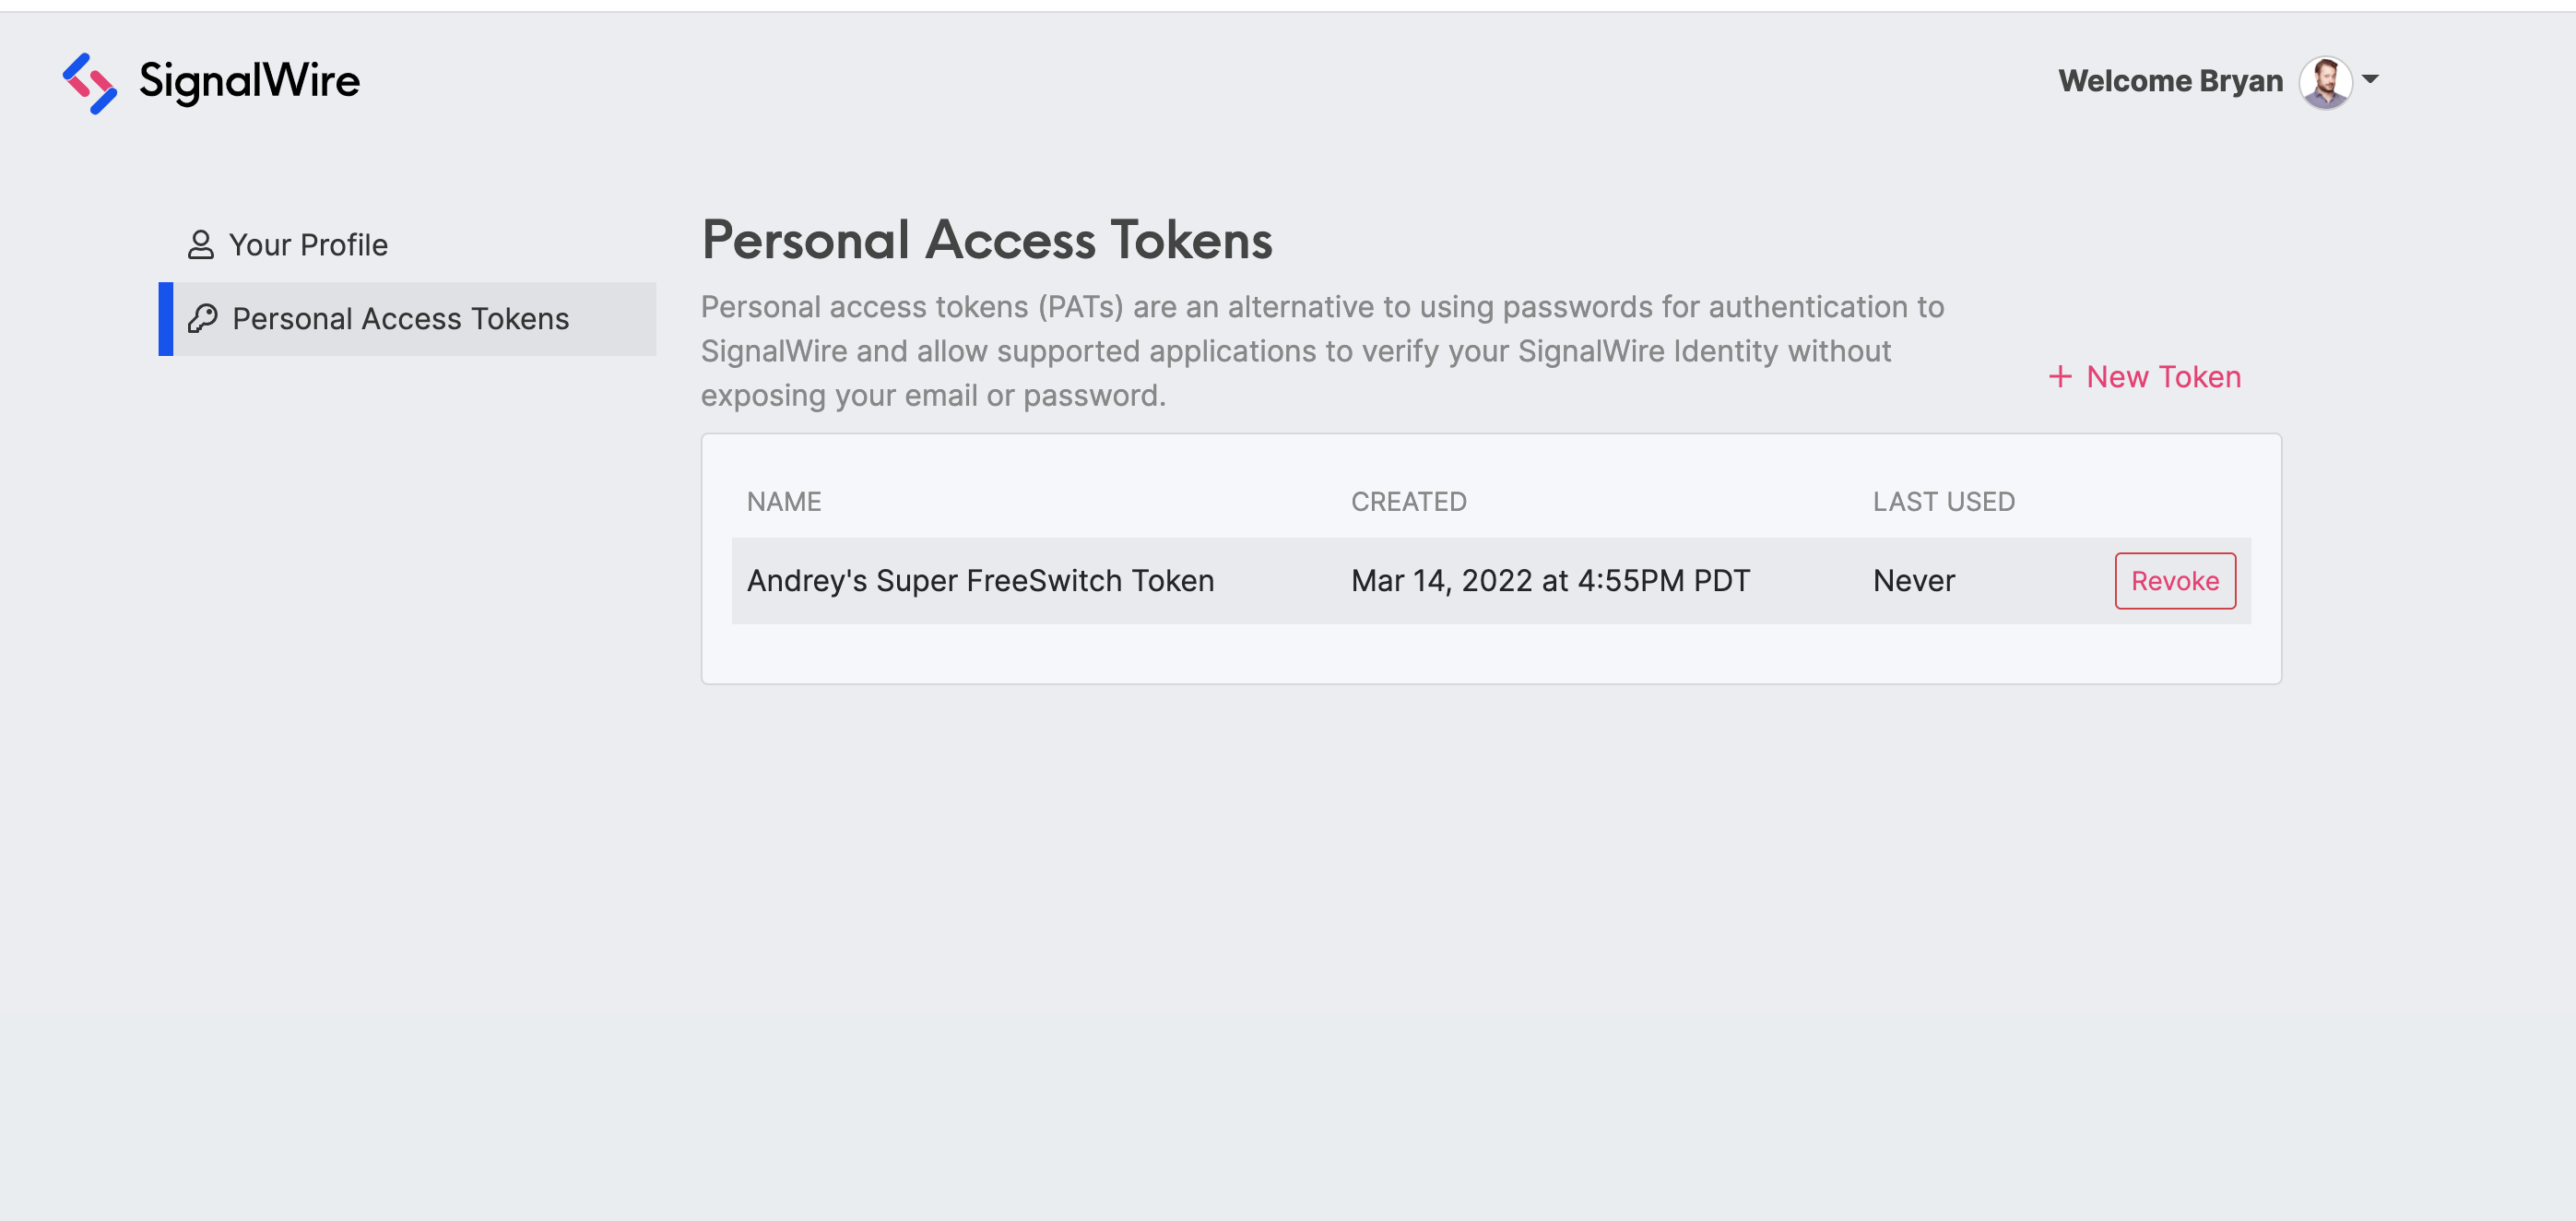 SignalWire
Welcome Bryan
Your Profile
Personal Access Tokens
Personal Access Tokens
Personal access tokens (PATs) are an alternative to using passwords for authentication to
SignalWire and allow supported applications to verify your SignalWire Identity without
exposing your email or password.
+ New Token
NAME CREATED LAST USED
Andrey's Super FreeSwitch Token Mar 14, 2022 at 4:55PM PDT Never Revoke